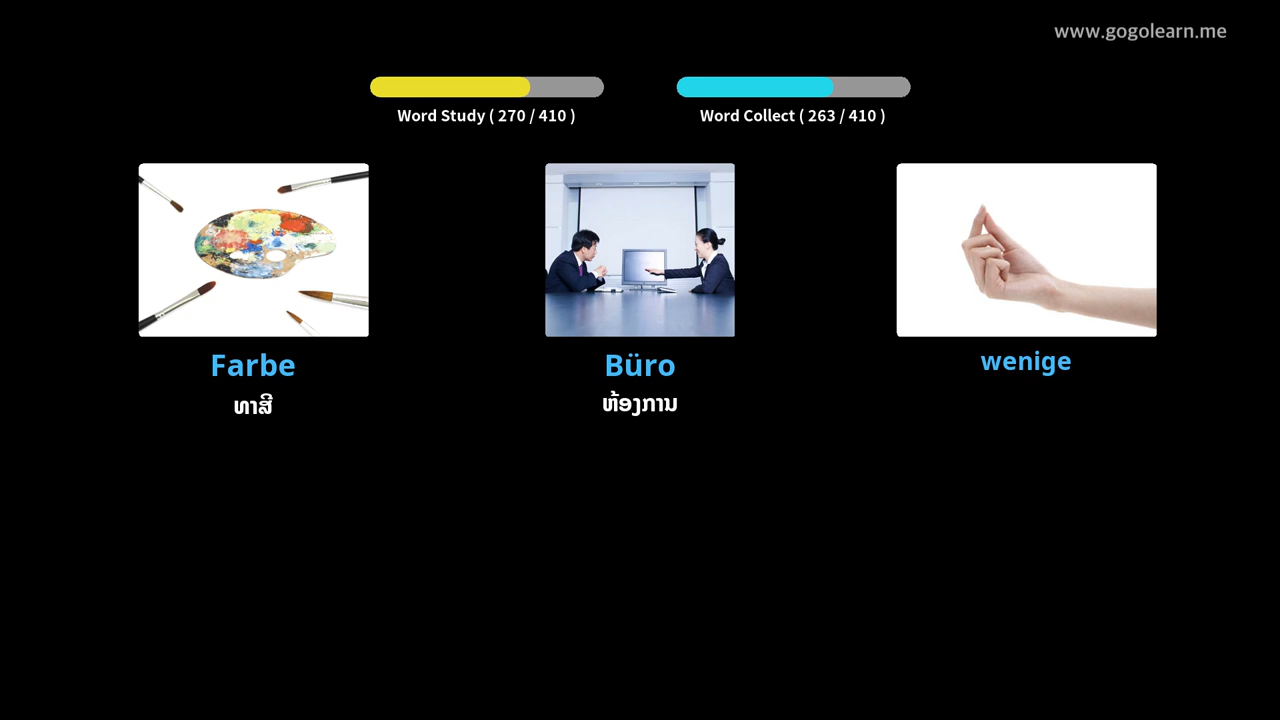 www.gogolearn.me
Word Study ( 270 / 410 )
Word Collect ( 263 / 410 )
Farbe
ທາສີ
Büro
ຫ້ອງການ
wenige